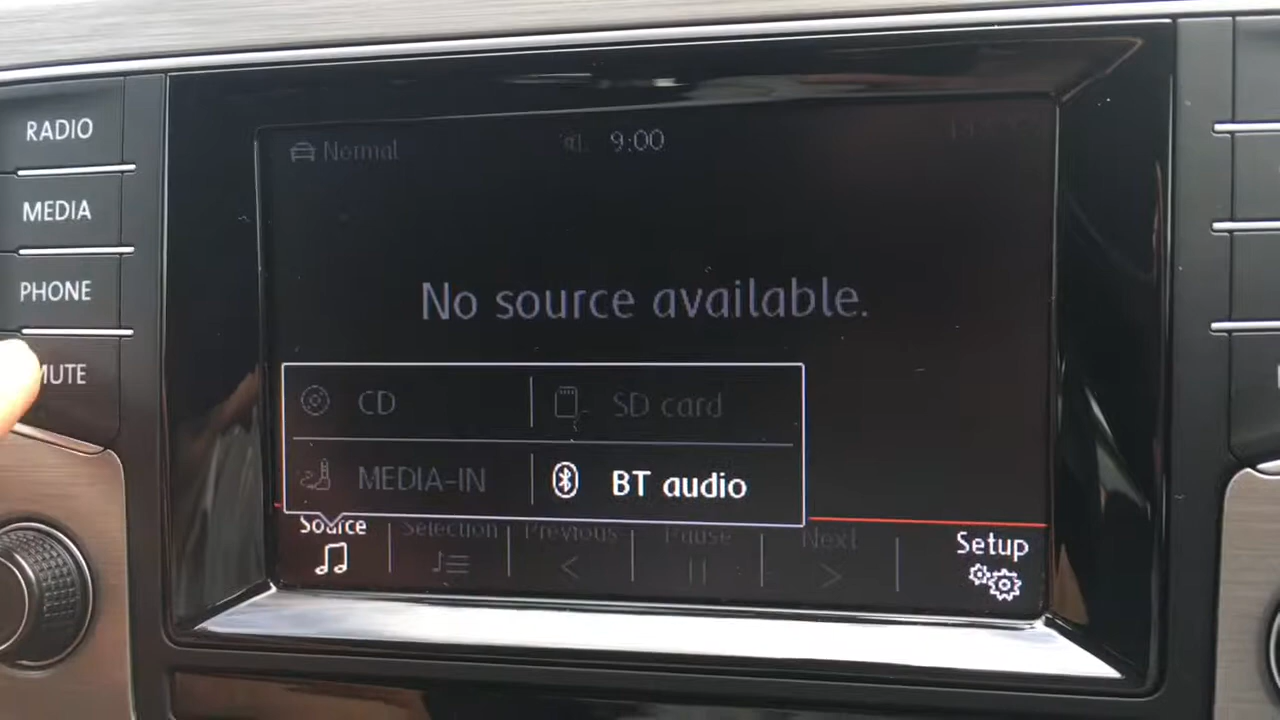 RADIO
MEDIA
PHONE
MUTE
Normal
9:00
No source available.
CD
SD card
MEDIA-IN
BT audio
Source
Selection
Previous
Pause
Next
Setup